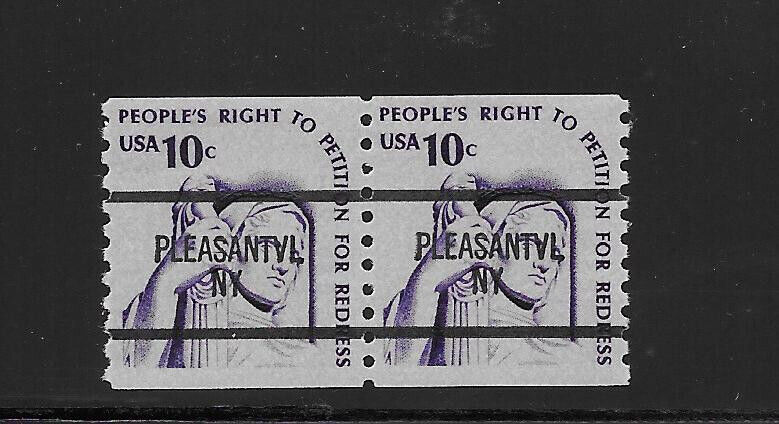 PEOPLE'S RIGHT TO PETITION FOR REDRESS
USA 10c
PLEASANTVL
NY
PEOPLE'S RIGHT TO PETITION FOR REDRESS
USA 10c
PLEASANTVL
NY